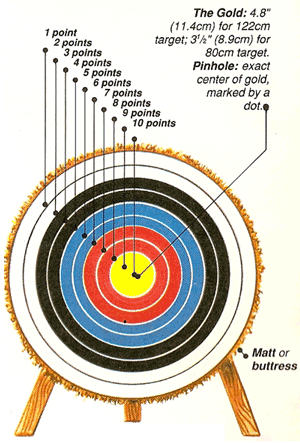 The Gold: 4.8"
(11.4cm) for 122cm
target; 3½" (8.9cm) for
80cm target.
Pinhole: exact
center of gold,
marked by a
dot.
1 point
2 points
3 points
4 points
5 points
6 points
7 points
8 points
9 points
10 points
Matt or
buttress